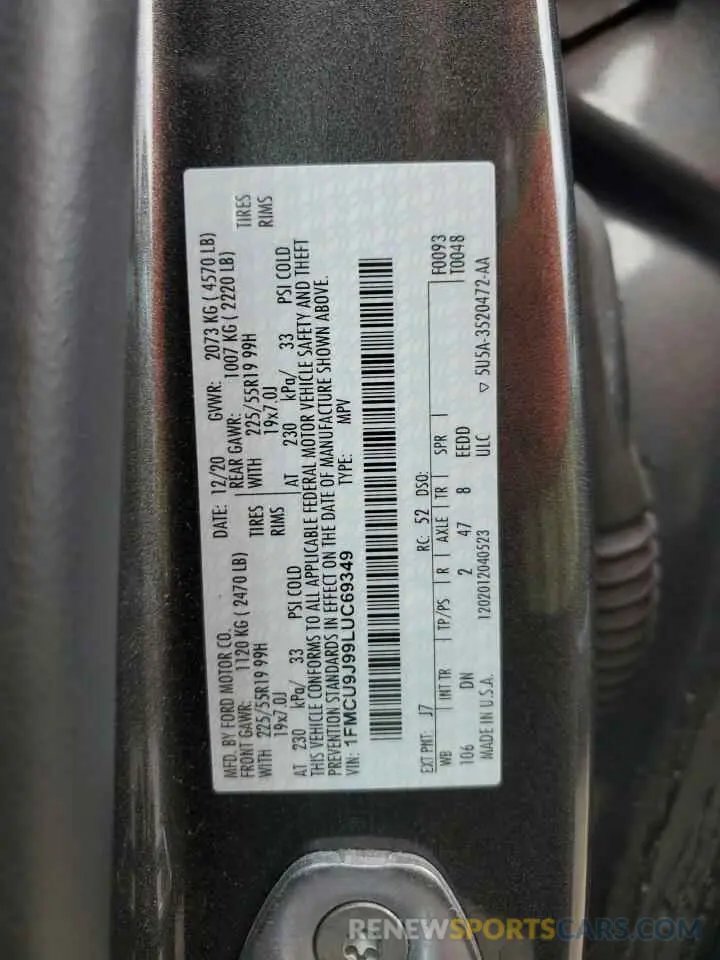 MFD. BY FORD MOTOR CO. DATE: 12/20 GVWR: 2073 KG ( 4570 LB)
FRONT GAWR: 1120 KG ( 2470 LB) REAR GAWR: 1007 KG ( 2220 LB)
WITH 225/55R19 99H TIRES WITH 225/55R19 99H TIRES
19x7.0J RIMS 19x7.0J RIMS
AT 230 kPa/ 33 PSI COLD AT 230 kPa/ 33 PSI COLD
THIS VEHICLE CONFORMS TO ALL APPLICABLE FEDERAL MOTOR VEHICLE SAFETY AND THEFT
PREVENTION STANDARDS IN EFFECT ON THE DATE OF MANUFACTURE SHOWN ABOVE.
VIN: 1FMCU9J99LUC69349 TYPE: MPV
EXT PNT: J7 RC: 52 DSO: F0093
WB INT TR TP/PS R AXLE TR SPR T0048
106 DN 2 47 8 EEDD
MADE IN U.S.A. 1202012040523 ULC ▽ 5U5A-3520472-AA
RENEWSPORTSCARS.COM